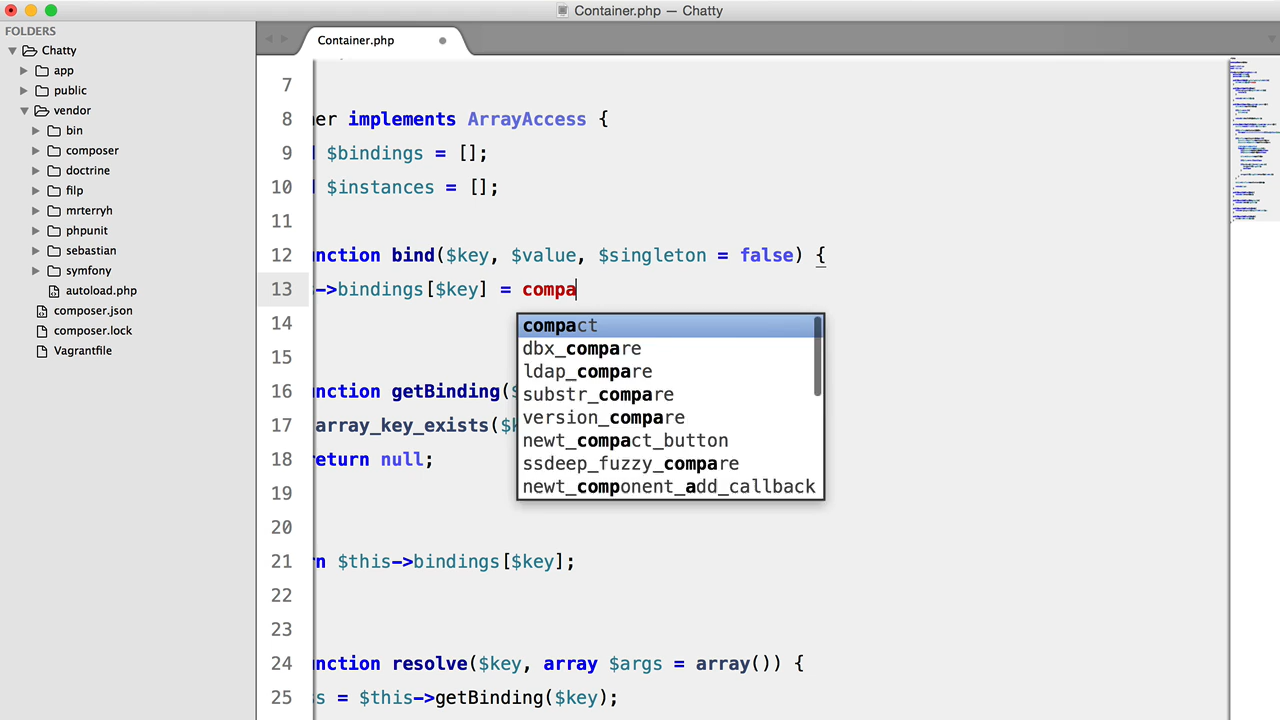 Container.php — Chatty
FOLDERS
Chatty
app
public
vendor
bin
composer
doctrine
filp
mrterryh
phpunit
sebastian
symfony
autoload.php
composer.json
composer.lock
Vagrantfile
Container.php
7
8 ner implements ArrayAccess {
9 $bindings = [];
10 $instances = [];
11
12 nction bind($key, $value, $singleton = false) {
13 ->bindings[$key] = compa
14
15
16 nction getBinding($
17 array_key_exists($k
18 return null;
19
20
21 n $this->bindings[$key];
22
23
24 nction resolve($key, array $args = array()) {
25 s = $this->getBinding($key);
compact
dbx_compare
ldap_compare
substr_compare
version_compare
newt_compact_button
ssdeep_fuzzy_compare
newt_component_add_callback